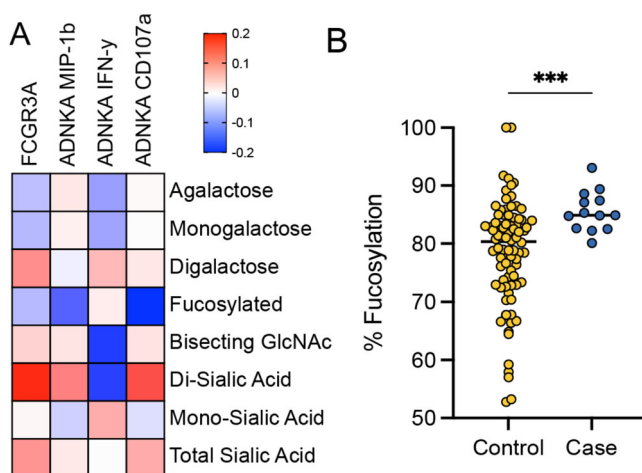 A
FCGR3A
ADNKA MIP-1b
ADNKA IFN-y
ADNKA CD107a
0.2
0.1
0
-0.1
-0.2
Agalactose
Monogalactose
Digalactose
Fucosylated
Bisecting GlcNAc
Di-Sialic Acid
Mono-Sialic Acid
Total Sialic Acid
B
***
% Fucosylation
100
90
80
70
60
50
Control Case